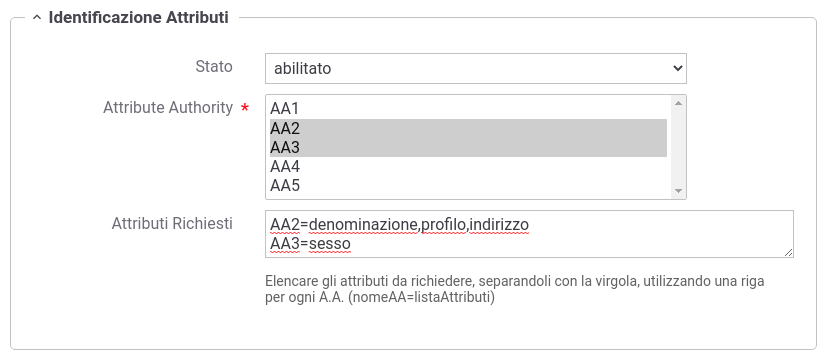 Identificazione Attributi
Stato
abilitato
Attribute Authority *
AA1
AA2
AA3
AA4
AA5
Attributi Richiesti
AA2=denominazione,profilo,indirizzo
AA3=sesso
Elencare gli attributi da richiedere, separandoli con la virgola, utilizzando una riga
per ogni A.A. (nomeAA=listaAttributi)